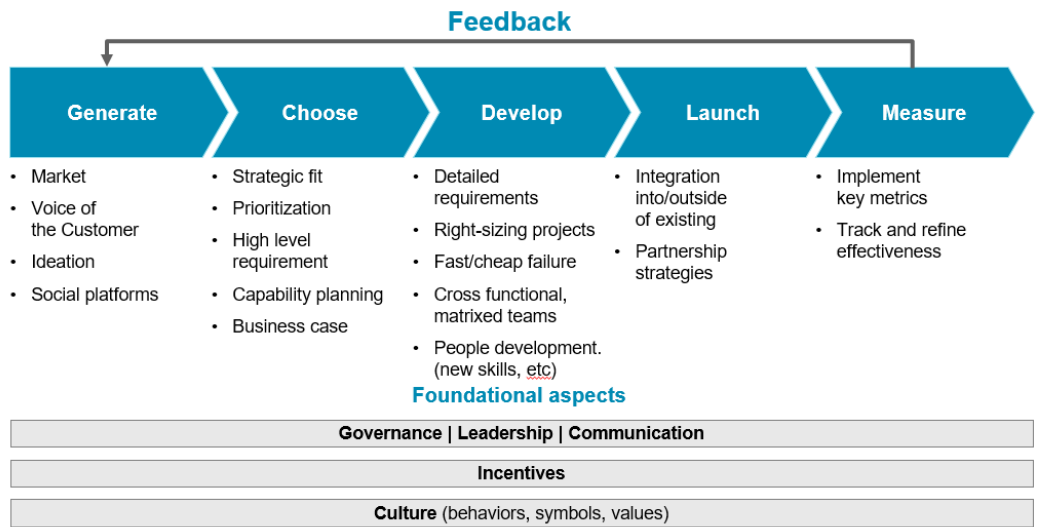 Feedback
Generate
Choose
Develop
Launch
Measure
• Market
• Voice of
the Customer
• Ideation
• Social platforms
• Strategic fit
• Prioritization
• High level
requirement
• Capability planning
• Business case
• Detailed
requirements
• Right-sizing projects
• Fast/cheap failure
• Cross functional,
matrixed teams
• People development.
(new skills, etc)
• Integration
into/outside
of existing
• Partnership
strategies
• Implement
key metrics
• Track and refine
effectiveness
Foundational aspects
Governance | Leadership | Communication
Incentives
Culture (behaviors, symbols, values)